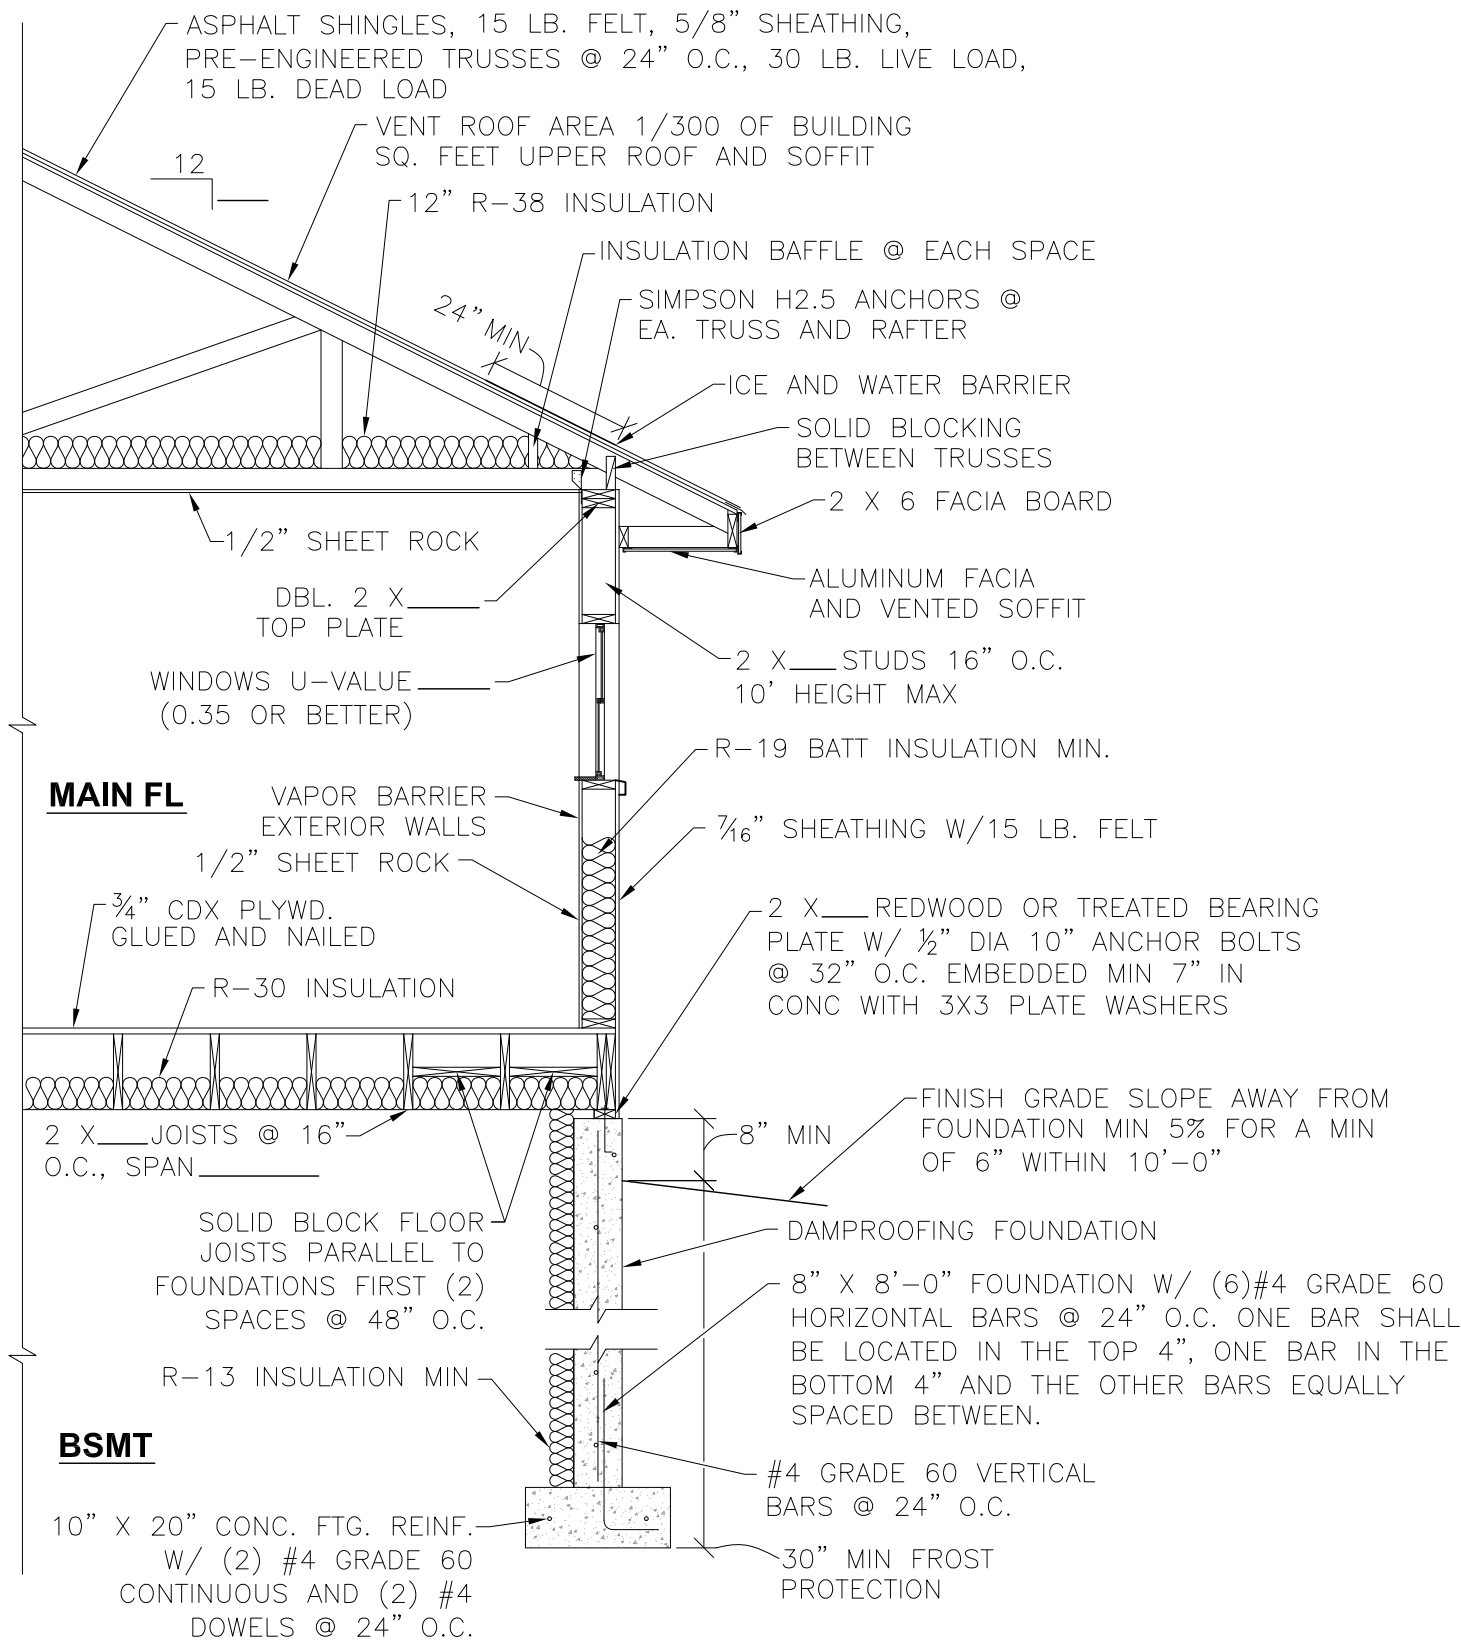 ASPHALT SHINGLES, 15 LB. FELT, 5/8” SHEATHING,
PRE-ENGINEERED TRUSSES @ 24” O.C., 30 LB. LIVE LOAD,
15 LB. DEAD LOAD
VENT ROOF AREA 1/300 OF BUILDING
SQ. FEET UPPER ROOF AND SOFFIT
12
12” R-38 INSULATION
INSULATION BAFFLE @ EACH SPACE
SIMPSON H2.5 ANCHORS @
EA. TRUSS AND RAFTER
24” MIN
ICE AND WATER BARRIER
SOLID BLOCKING
BETWEEN TRUSSES
2 X 6 FACIA BOARD
1/2” SHEET ROCK
ALUMINUM FACIA
AND VENTED SOFFIT
DBL. 2 X____
TOP PLATE
2 X___STUDS 16” O.C.
10’ HEIGHT MAX
WINDOWS U-VALUE____
(0.35 OR BETTER)
R-19 BATT INSULATION MIN.
MAIN FL
VAPOR BARRIER
EXTERIOR WALLS
7/16” SHEATHING W/15 LB. FELT
1/2” SHEET ROCK
3/4” CDX PLYWD.
GLUED AND NAILED
2 X___REDWOOD OR TREATED BEARING
PLATE W/ 1/2” DIA 10” ANCHOR BOLTS
@ 32” O.C. EMBEDDED MIN 7” IN
CONC WITH 3X3 PLATE WASHERS
R-30 INSULATION
FINISH GRADE SLOPE AWAY FROM
FOUNDATION MIN 5% FOR A MIN
OF 6” WITHIN 10’-0”
8” MIN
2 X___JOISTS @ 16”
O.C., SPAN______
SOLID BLOCK FLOOR
JOISTS PARALLEL TO
FOUNDATIONS FIRST (2)
SPACES @ 48” O.C.
DAMPROOFING FOUNDATION
8” X 8’-0” FOUNDATION W/ (6)#4 GRADE 60
HORIZONTAL BARS @ 24” O.C. ONE BAR SHALL
BE LOCATED IN THE TOP 4”, ONE BAR IN THE
BOTTOM 4” AND THE OTHER BARS EQUALLY
SPACED BETWEEN.
R-13 INSULATION MIN
BSMT
#4 GRADE 60 VERTICAL
BARS @ 24” O.C.
10” X 20” CONC. FTG. REINF.
W/ (2) #4 GRADE 60
CONTINUOUS AND (2) #4
DOWELS @ 24” O.C.
30” MIN FROST
PROTECTION